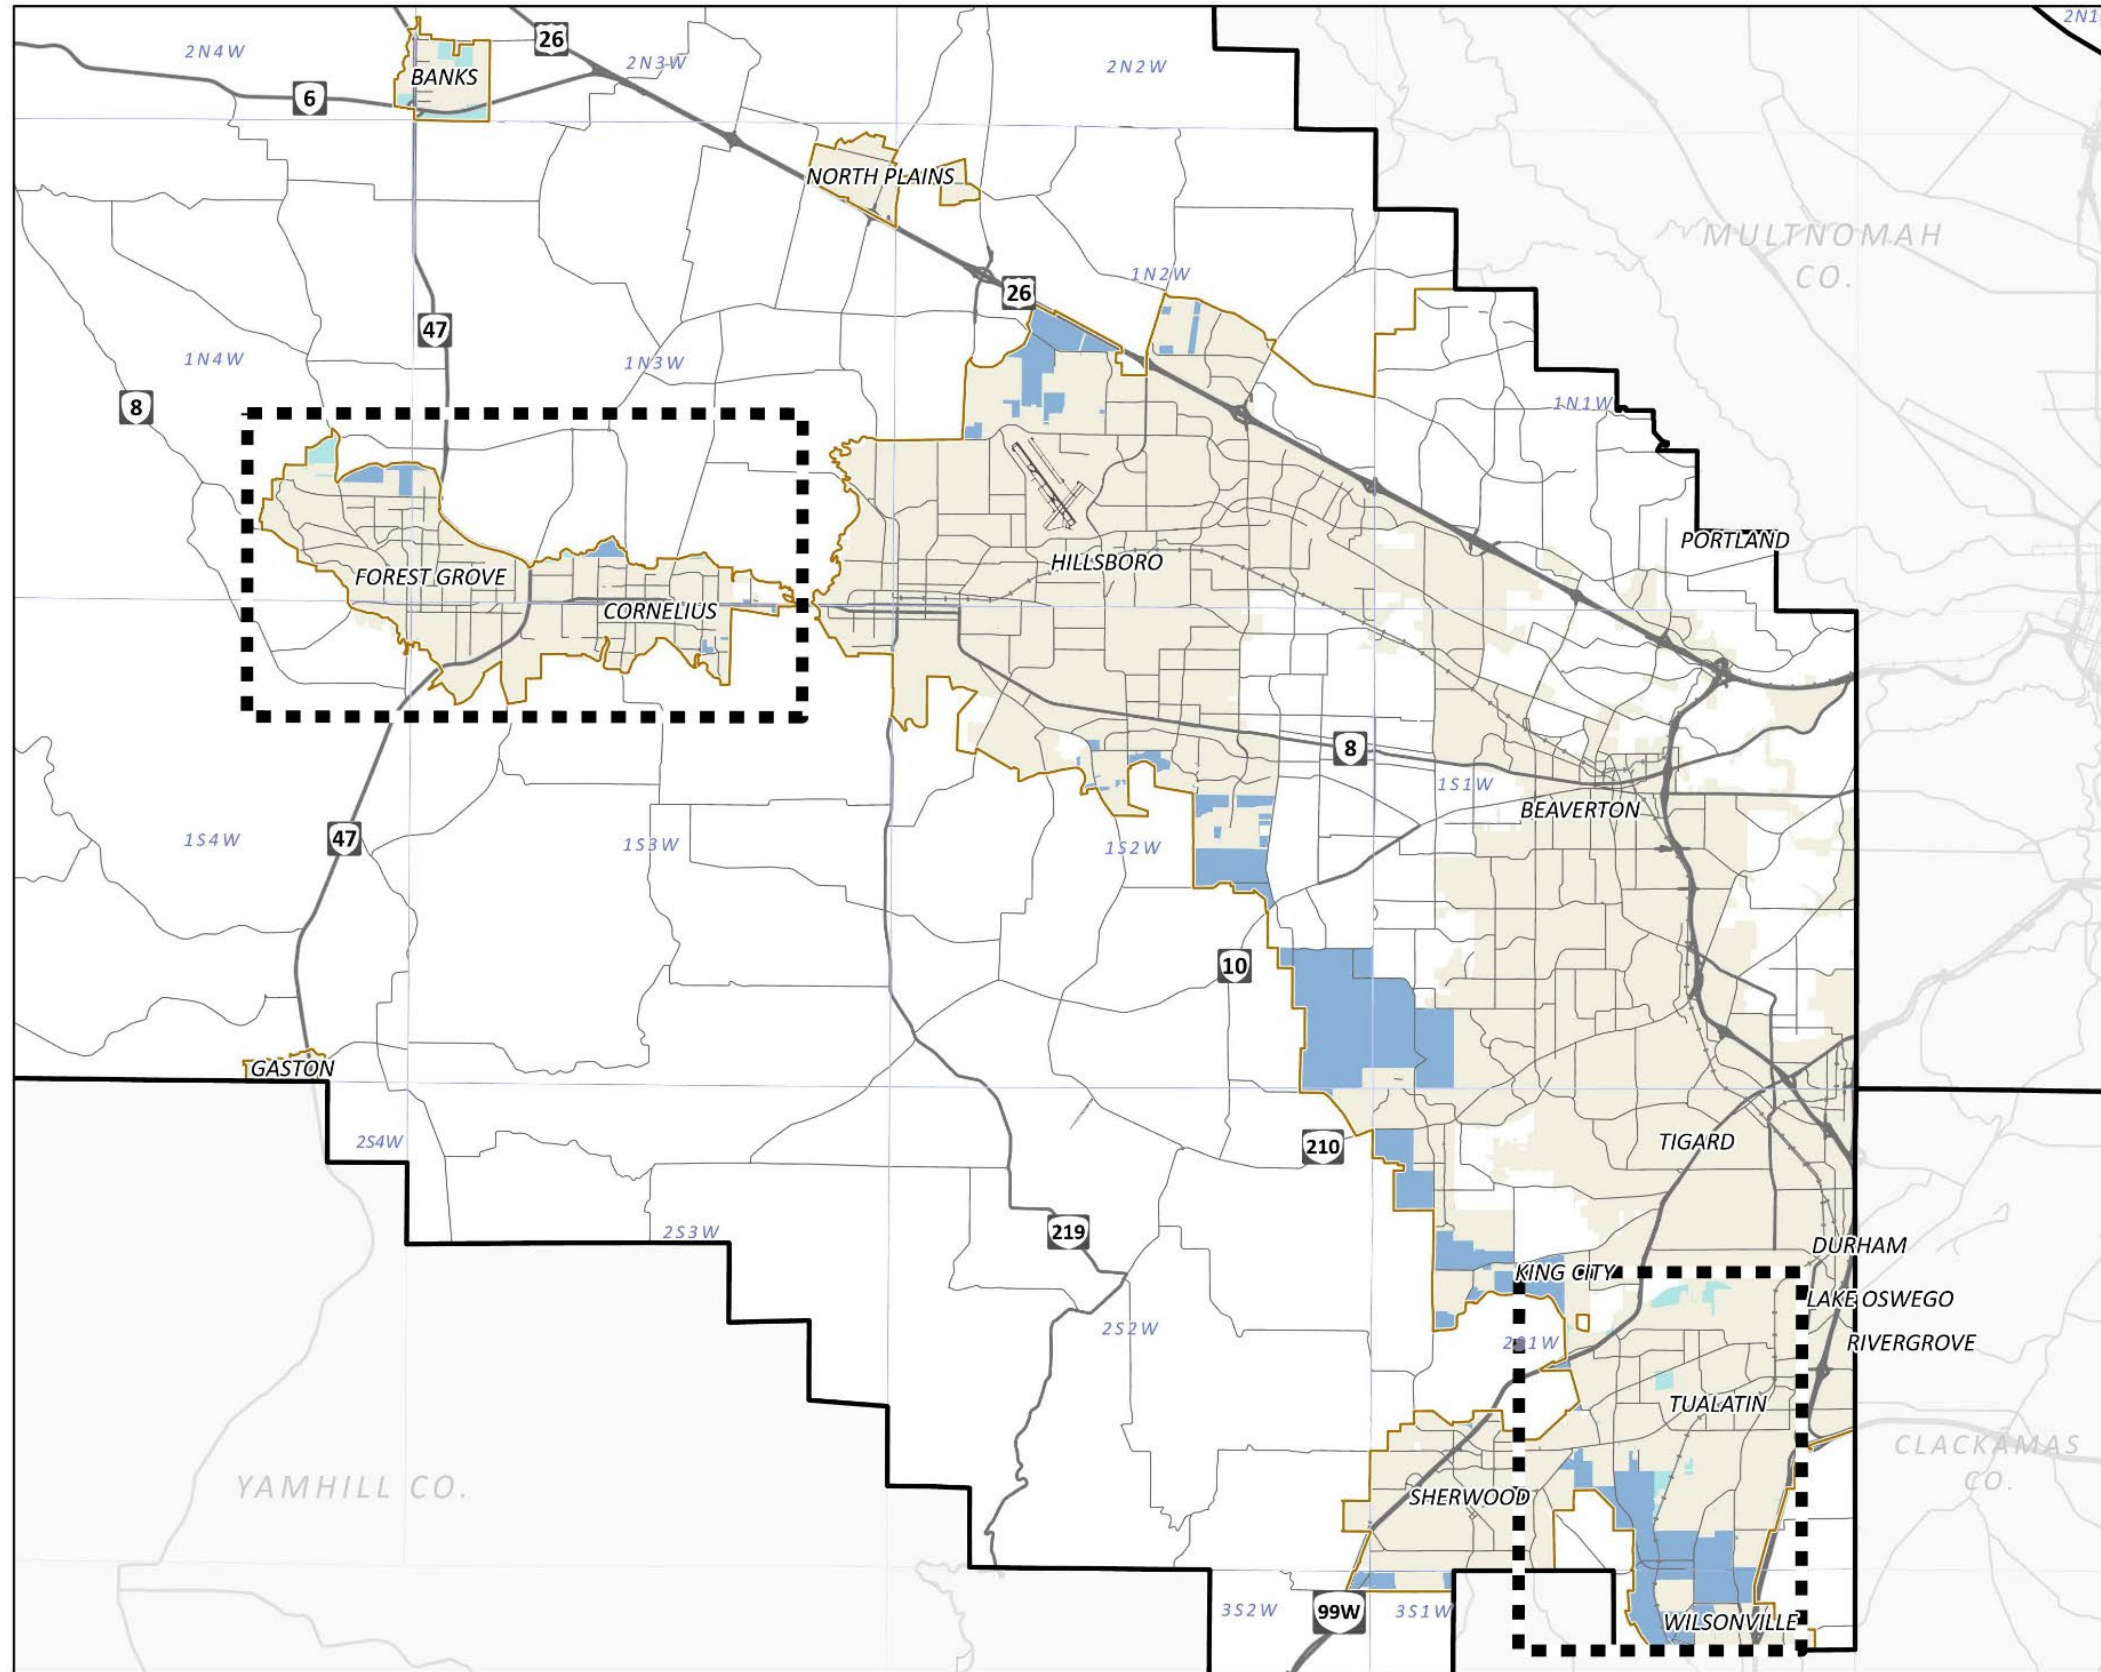 2N1
26
2N4W
2N3W
2N2W
BANKS
6
NORTH PLAINS
MULTNOMAH
CO.
1N2W
26
47
1N4W
1N3W
8
1N1W
PORTLAND
HILLSBORO
FOREST GROVE
CORNELIUS
8
1S1W
BEAVERTON
47
1S4W
1S3W
1S2W
10
GASTON
2S4W
210
TIGARD
2S3W
219
DURHAM
KING CITY
LAKE OSWEGO
2S2W
2S1W
RIVERGROVE
TUALATIN
CLACKAMAS
CO.
YAMHILL CO.
SHERWOOD
3S2W
99W
3S1W
WILSONVILLE